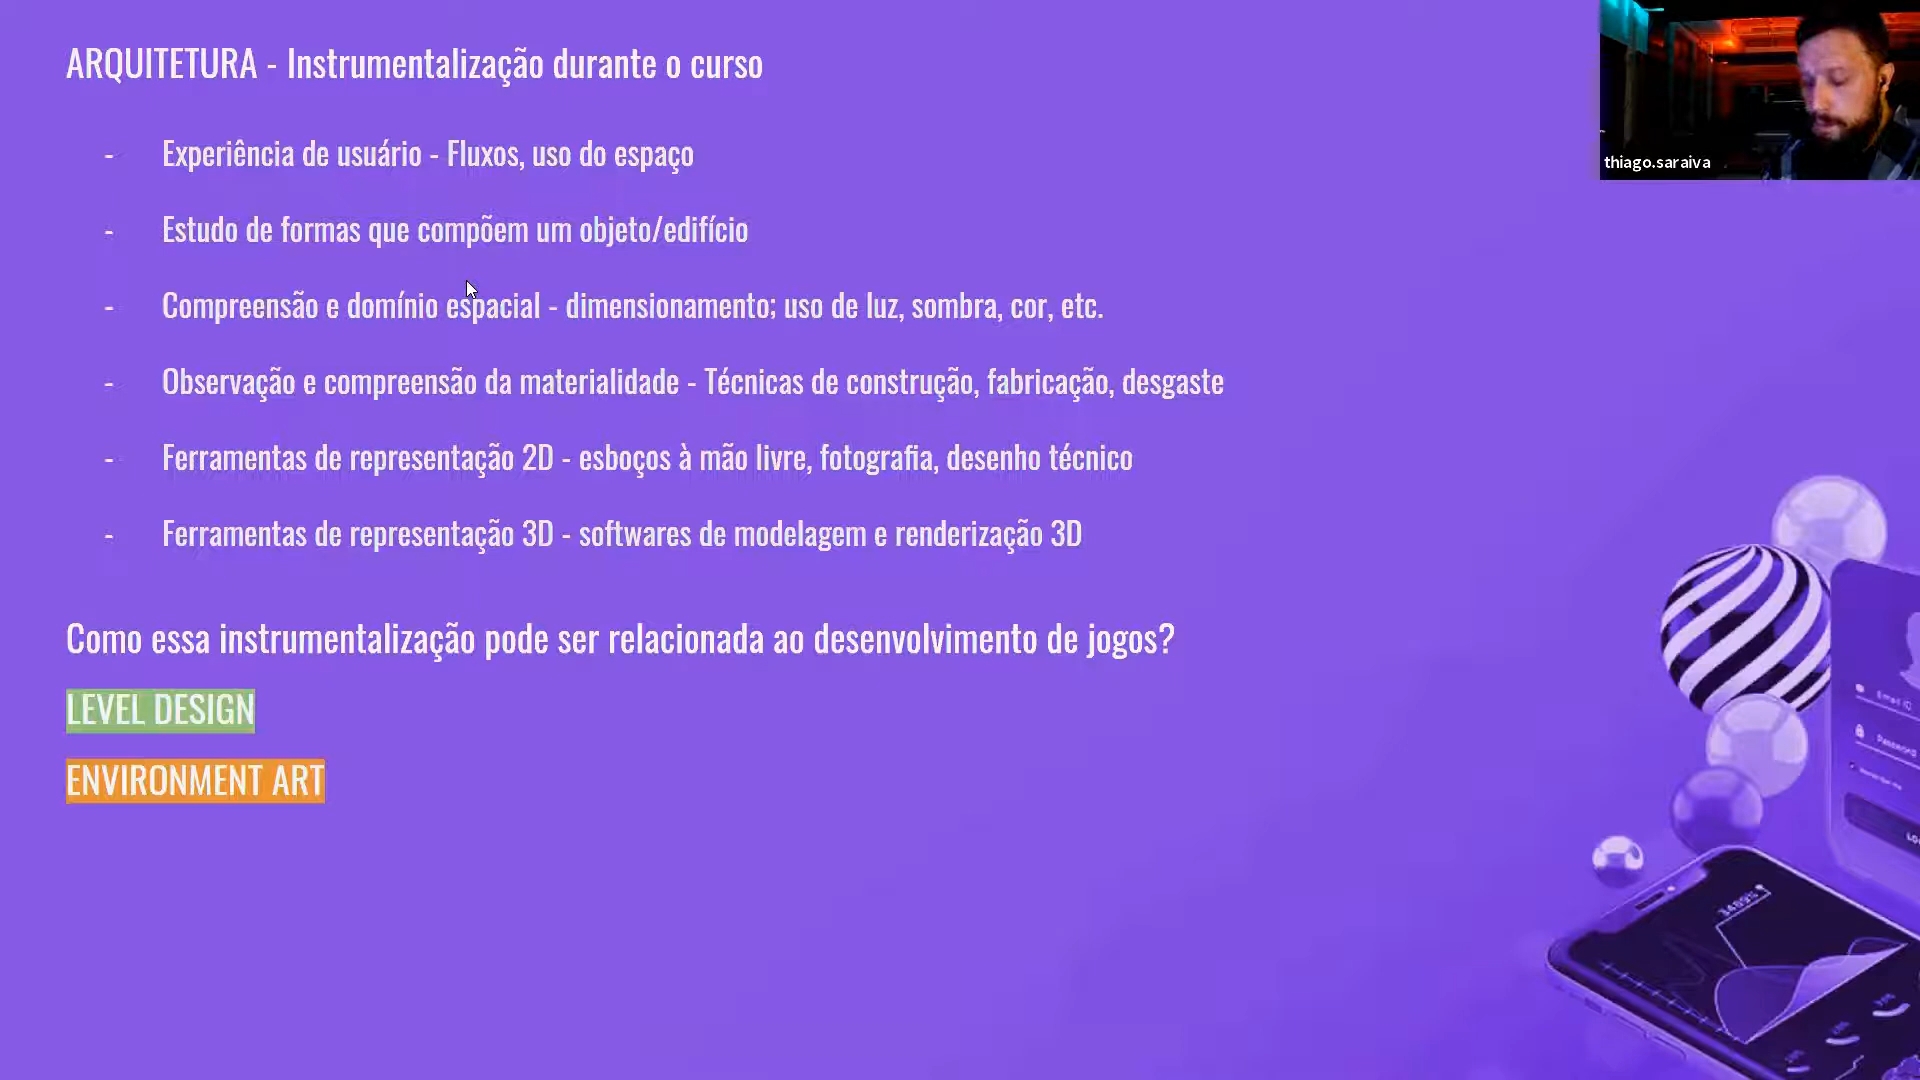 ARQUITETURA - Instrumentalização durante o curso
thiago.saraiva
- Experiência de usuário - Fluxos, uso do espaço
- Estudo de formas que compõem um objeto/edifício
- Compreensão e domínio espacial - dimensionamento; uso de luz, sombra, cor, etc.
- Observação e compreensão da materialidade - Técnicas de construção, fabricação, desgaste
- Ferramentas de representação 2D - esboços à mão livre, fotografia, desenho técnico
- Ferramentas de representação 3D - softwares de modelagem e renderização 3D
Como essa instrumentalização pode ser relacionada ao desenvolvimento de jogos?
LEVEL DESIGN
ENVIRONMENT ART
Email ID
Password